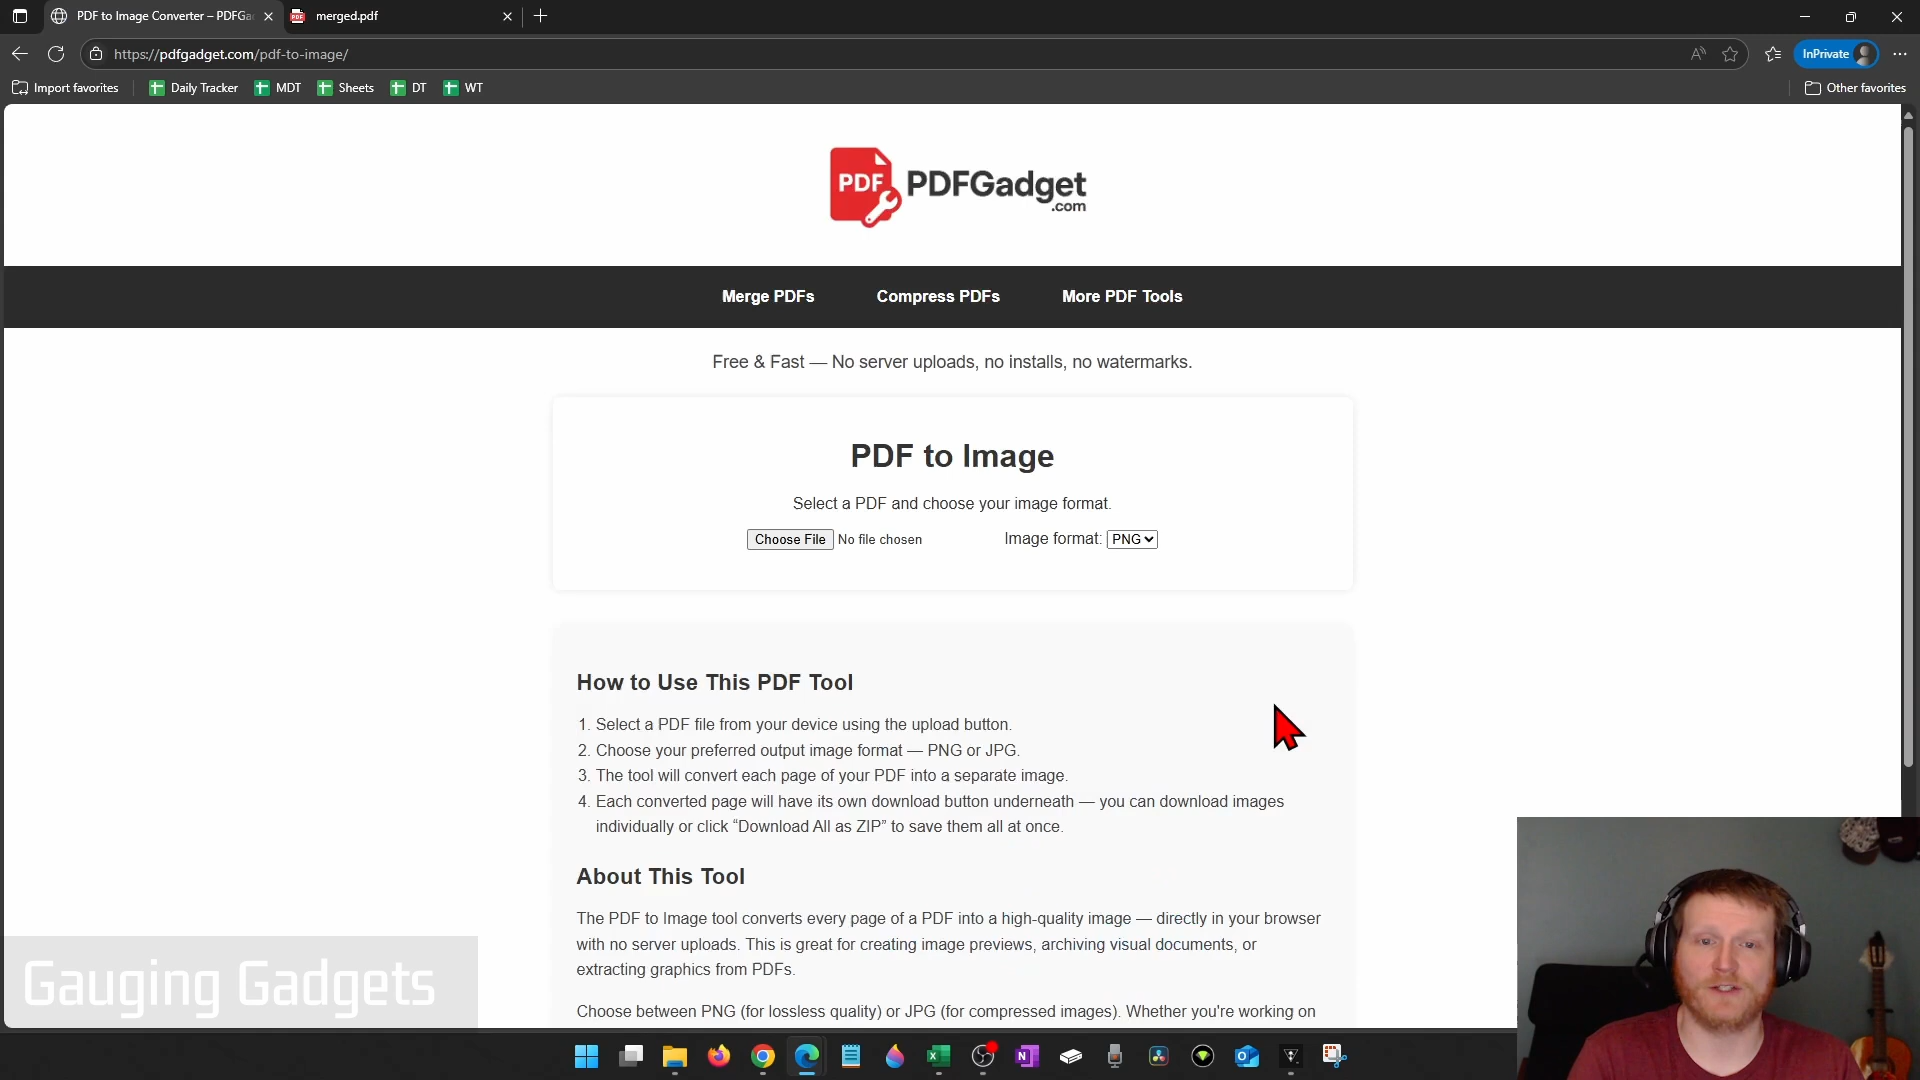 PDF to Image Converter – PDFGa
merged.pdf
https://pdfgadget.com/pdf-to-image/
InPrivate
Import favorites
Daily Tracker
MDT
Sheets
DT
WT
Other favorites
PDF
PDFGadget
.com
Merge PDFs
Compress PDFs
More PDF Tools
Free & Fast — No server uploads, no installs, no watermarks.
PDF to Image
Select a PDF and choose your image format.
Choose File No file chosen
Image format: PNG
How to Use This PDF Tool
1. Select a PDF file from your device using the upload button.
2. Choose your preferred output image format — PNG or JPG.
3. The tool will convert each page of your PDF into a separate image.
4. Each converted page will have its own download button underneath — you can download images
individually or click “Download All as ZIP” to save them all at once.
About This Tool
The PDF to Image tool converts every page of a PDF into a high-quality image — directly in your browser
with no server uploads. This is great for creating image previews, archiving visual documents, or
extracting graphics from PDFs.
Choose between PNG (for lossless quality) or JPG (for compressed images). Whether you're working on
Gauging Gadgets